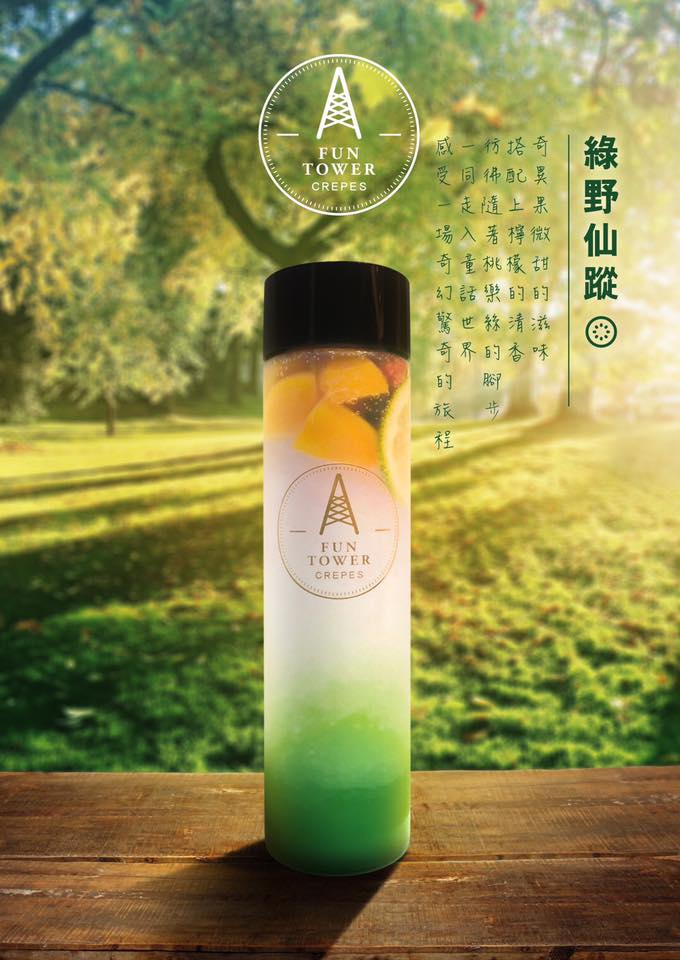 FUN
TOWER
CREPES
綠野仙蹤
奇異果微甜的滋味
搭配上檸檬的清香
彷彿隨著桃樂絲的腳步
一同走入童話世界
感受一場奇幻驚奇的旅程
FUN
TOWER
CREPES